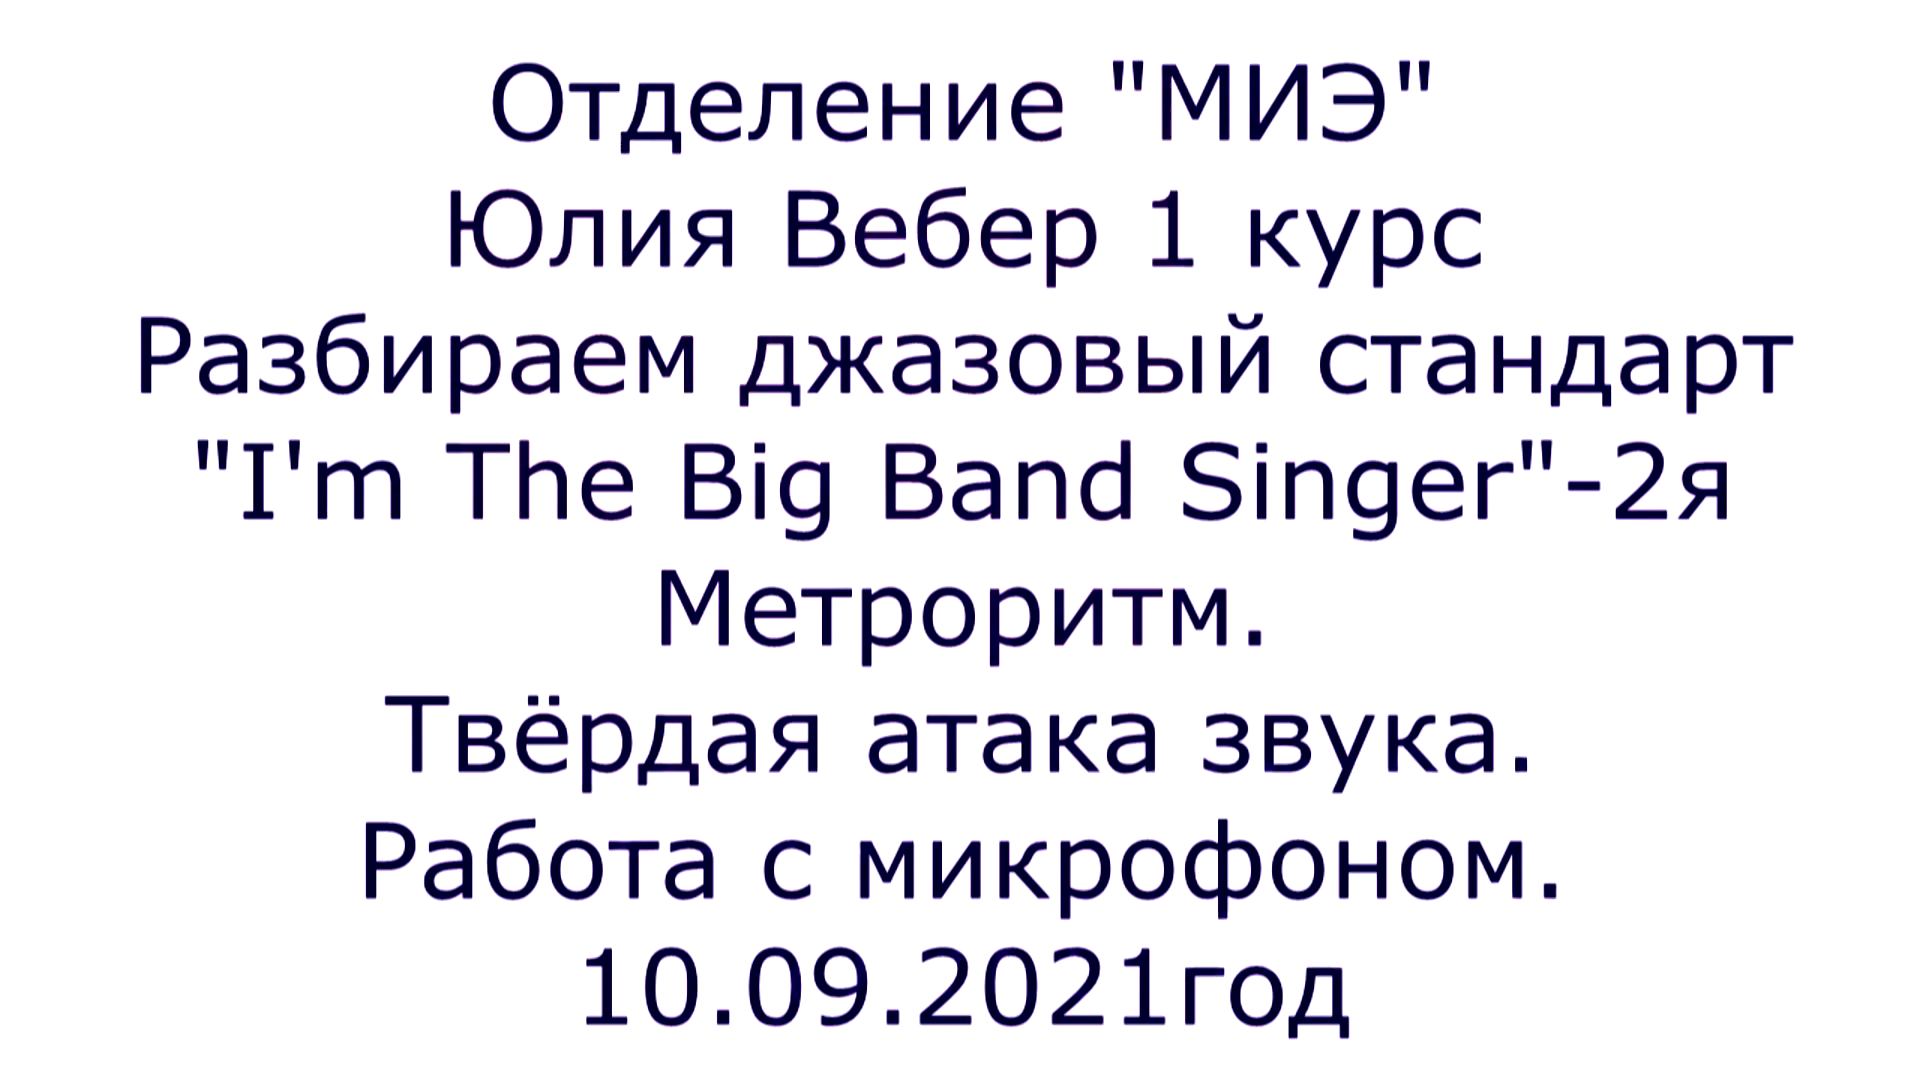 Отделение "МИЭ"
Юлия Вебер 1 курс
Разбираем джазовый стандарт
"I'm The Big Band Singer"-2я
Метроритм.
Твёрдая атака звука.
Работа с микрофоном.
10.09.2021год